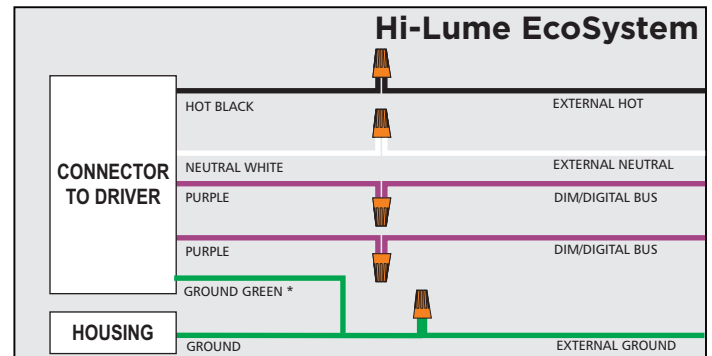 Hi-Lume EcoSystem
HOT BLACK
EXTERNAL HOT
CONNECTOR
TO DRIVER
NEUTRAL WHITE
EXTERNAL NEUTRAL
PURPLE
DIM/DIGITAL BUS
PURPLE
DIM/DIGITAL BUS
GROUND GREEN *
HOUSING
GROUND
EXTERNAL GROUND